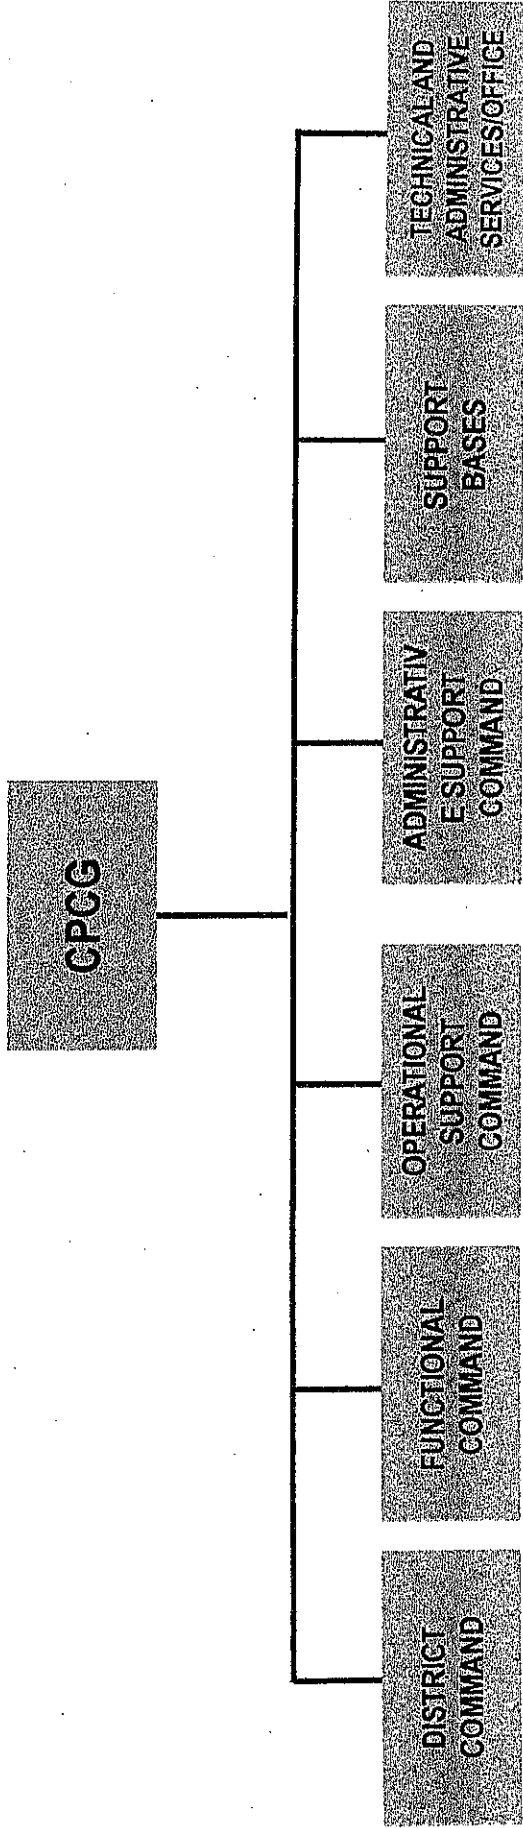 CPCG
DISTRICT
COMMAND
FUNCTIONAL
COMMAND
OPERATIONAL
SUPPORT
COMMAND
ADMINISTRATIV
E SUPPORT
COMMAND
SUPPORT
BASES
TECHNICAL AND
ADMINISTRATIVE
SERVICES/OFFICE